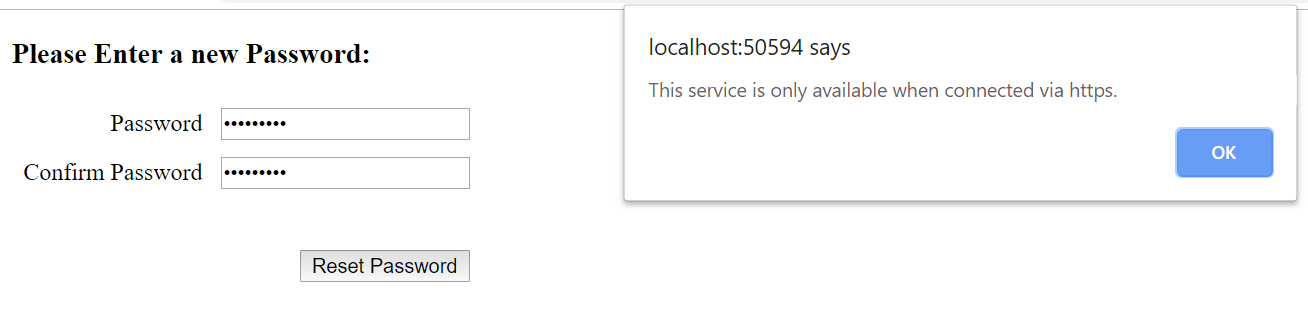 localhost:50594 says
This service is only available when connected via https.
OK
Please Enter a new Password:
Password •••••••••
Confirm Password •••••••••
Reset Password